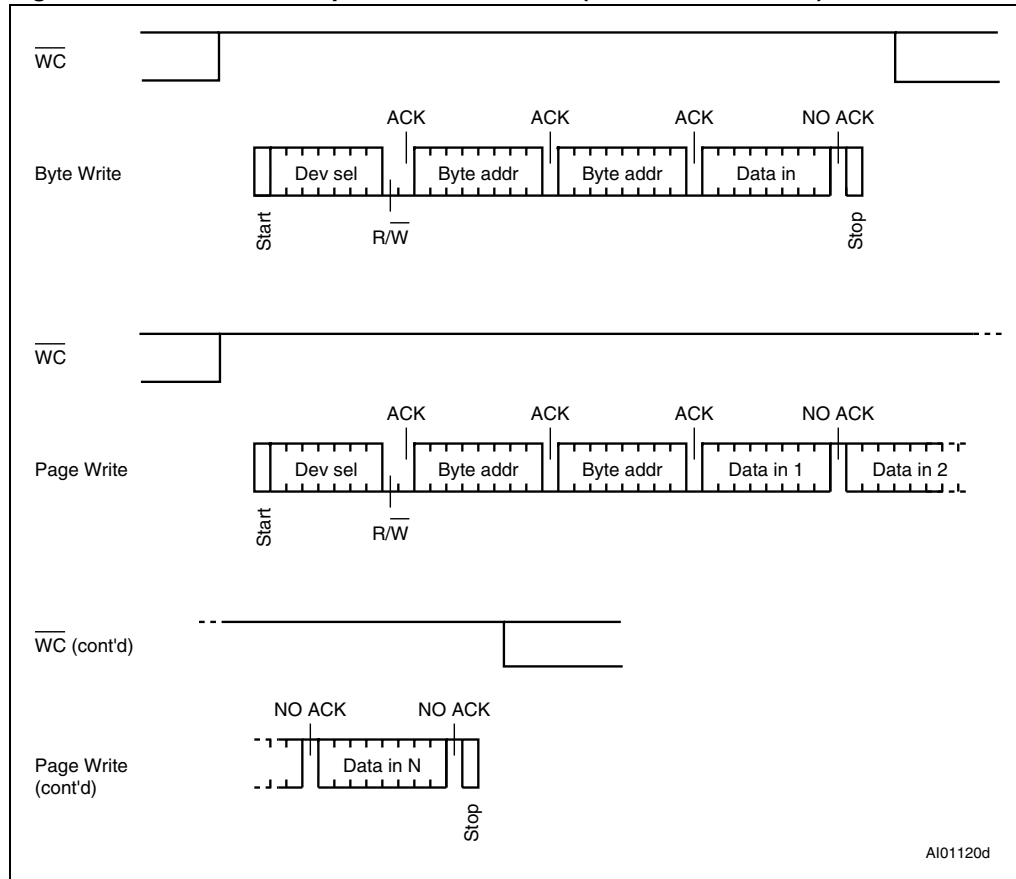 WC
ACK ACK ACK NO ACK
Byte Write Dev sel Byte addr Byte addr Data in
Start R/W Stop
WC
ACK ACK ACK NO ACK
Page Write Dev sel Byte addr Byte addr Data in 1 Data in 2
Start R/W
WC (cont'd)
NO ACK NO ACK
Page Write
(cont'd)
Data in N
Stop
AI01120d